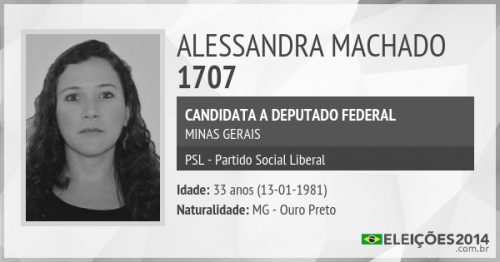 ALESSANDRA MACHADO
1707
CANDIDATA A DEPUTADO FEDERAL
MINAS GERAIS
PSL - Partido Social Liberal
Idade: 33 anos (13-01-1981)
Naturalidade: MG - Ouro Preto
ELEIÇÕES2014
.com.br